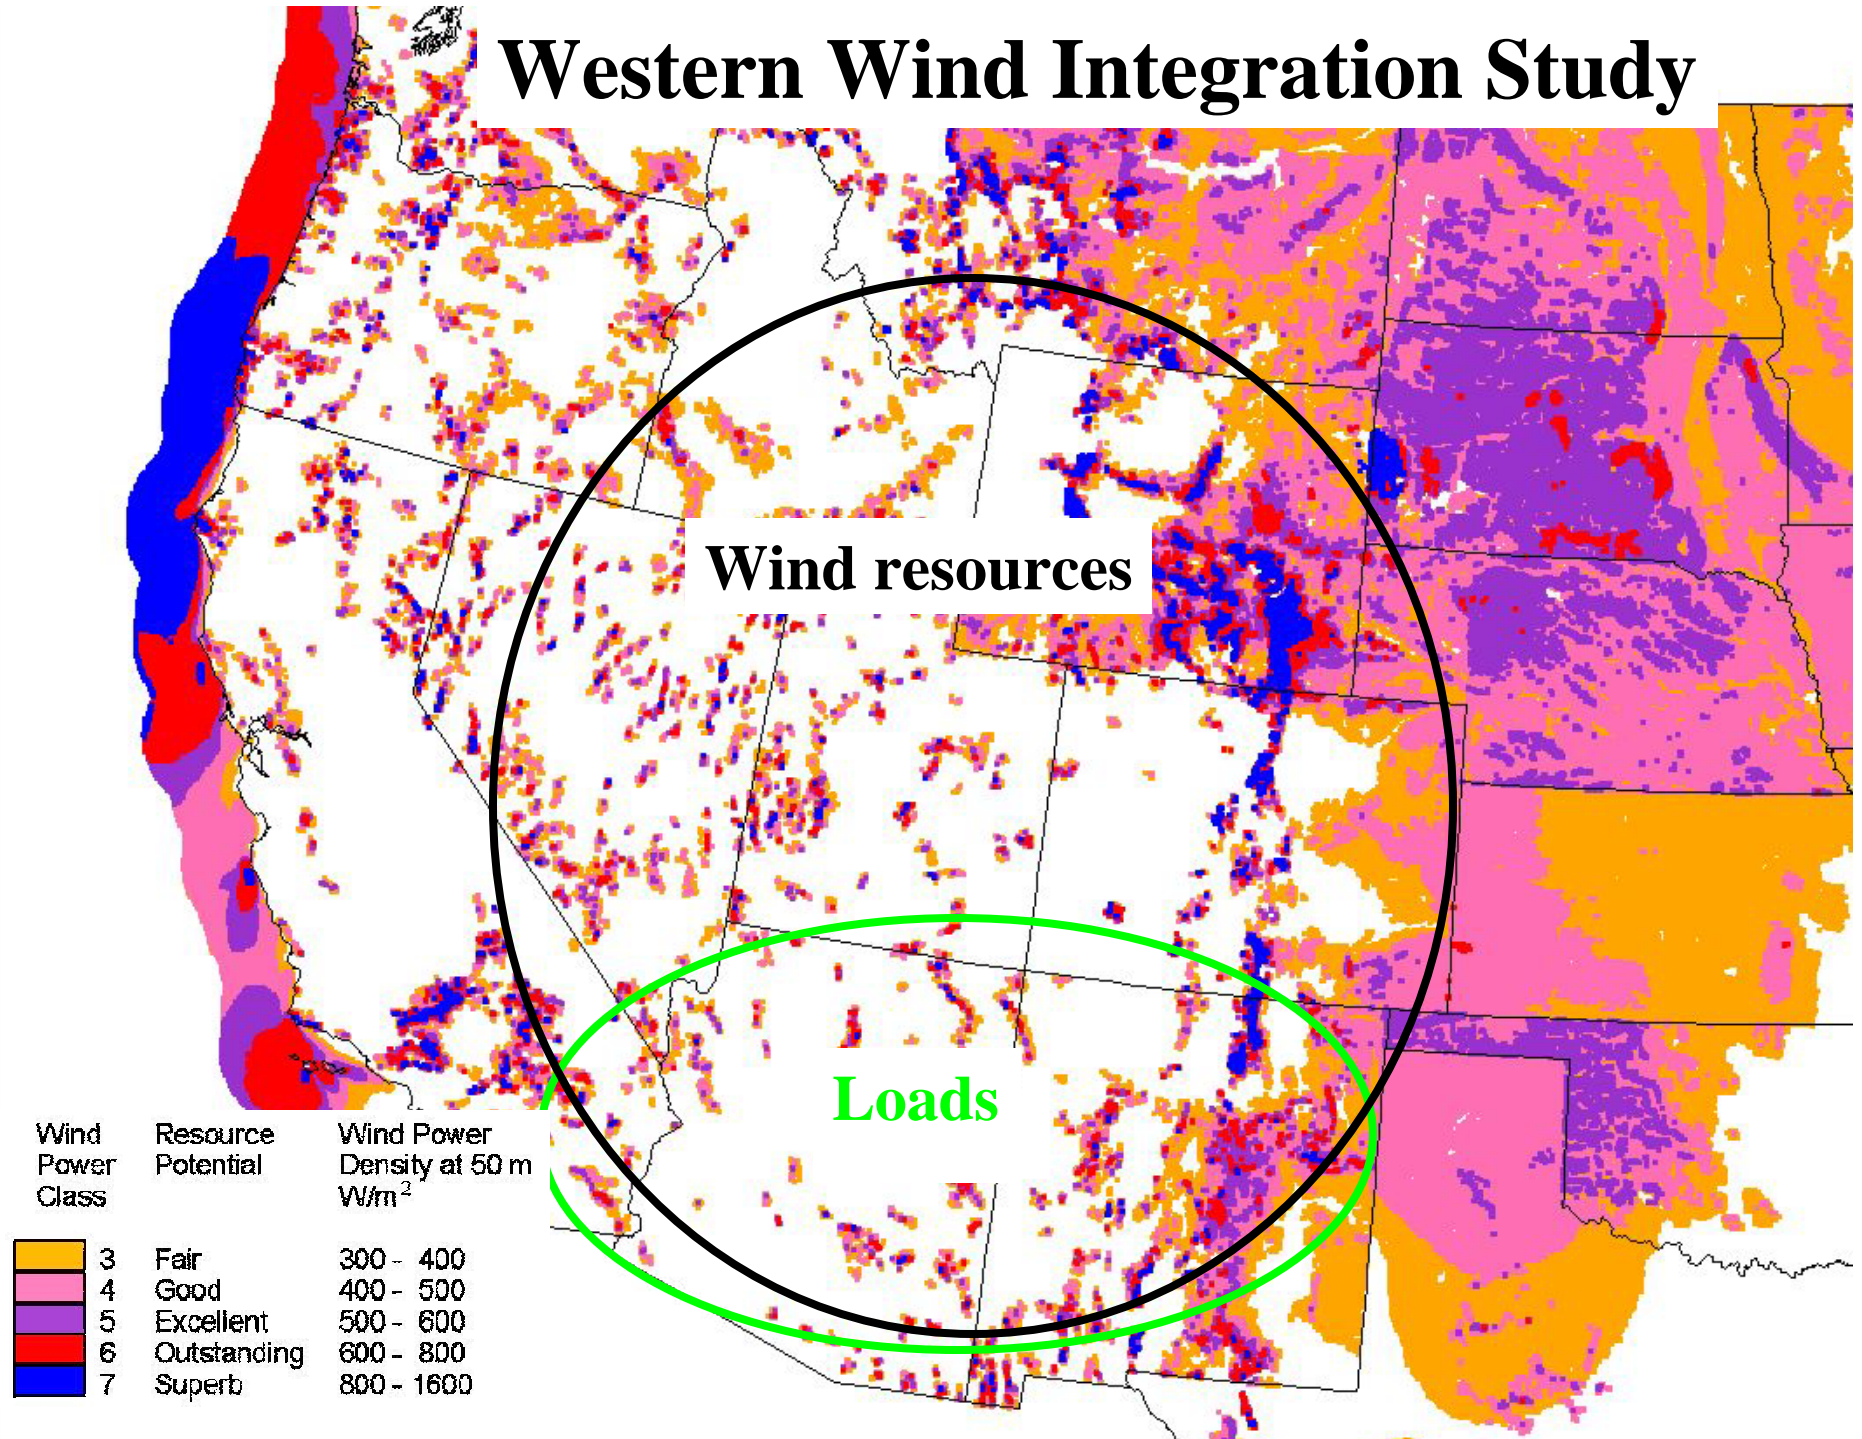 Western Wind Integration Study
Wind resources
Loads
Wind Power Class Resource Potential Wind Power Density at 50 m W/m²
3 Fair 300 - 400
4 Good 400 - 500
5 Excellent 500 - 600
6 Outstanding 600 - 800
7 Superb 800 - 1600